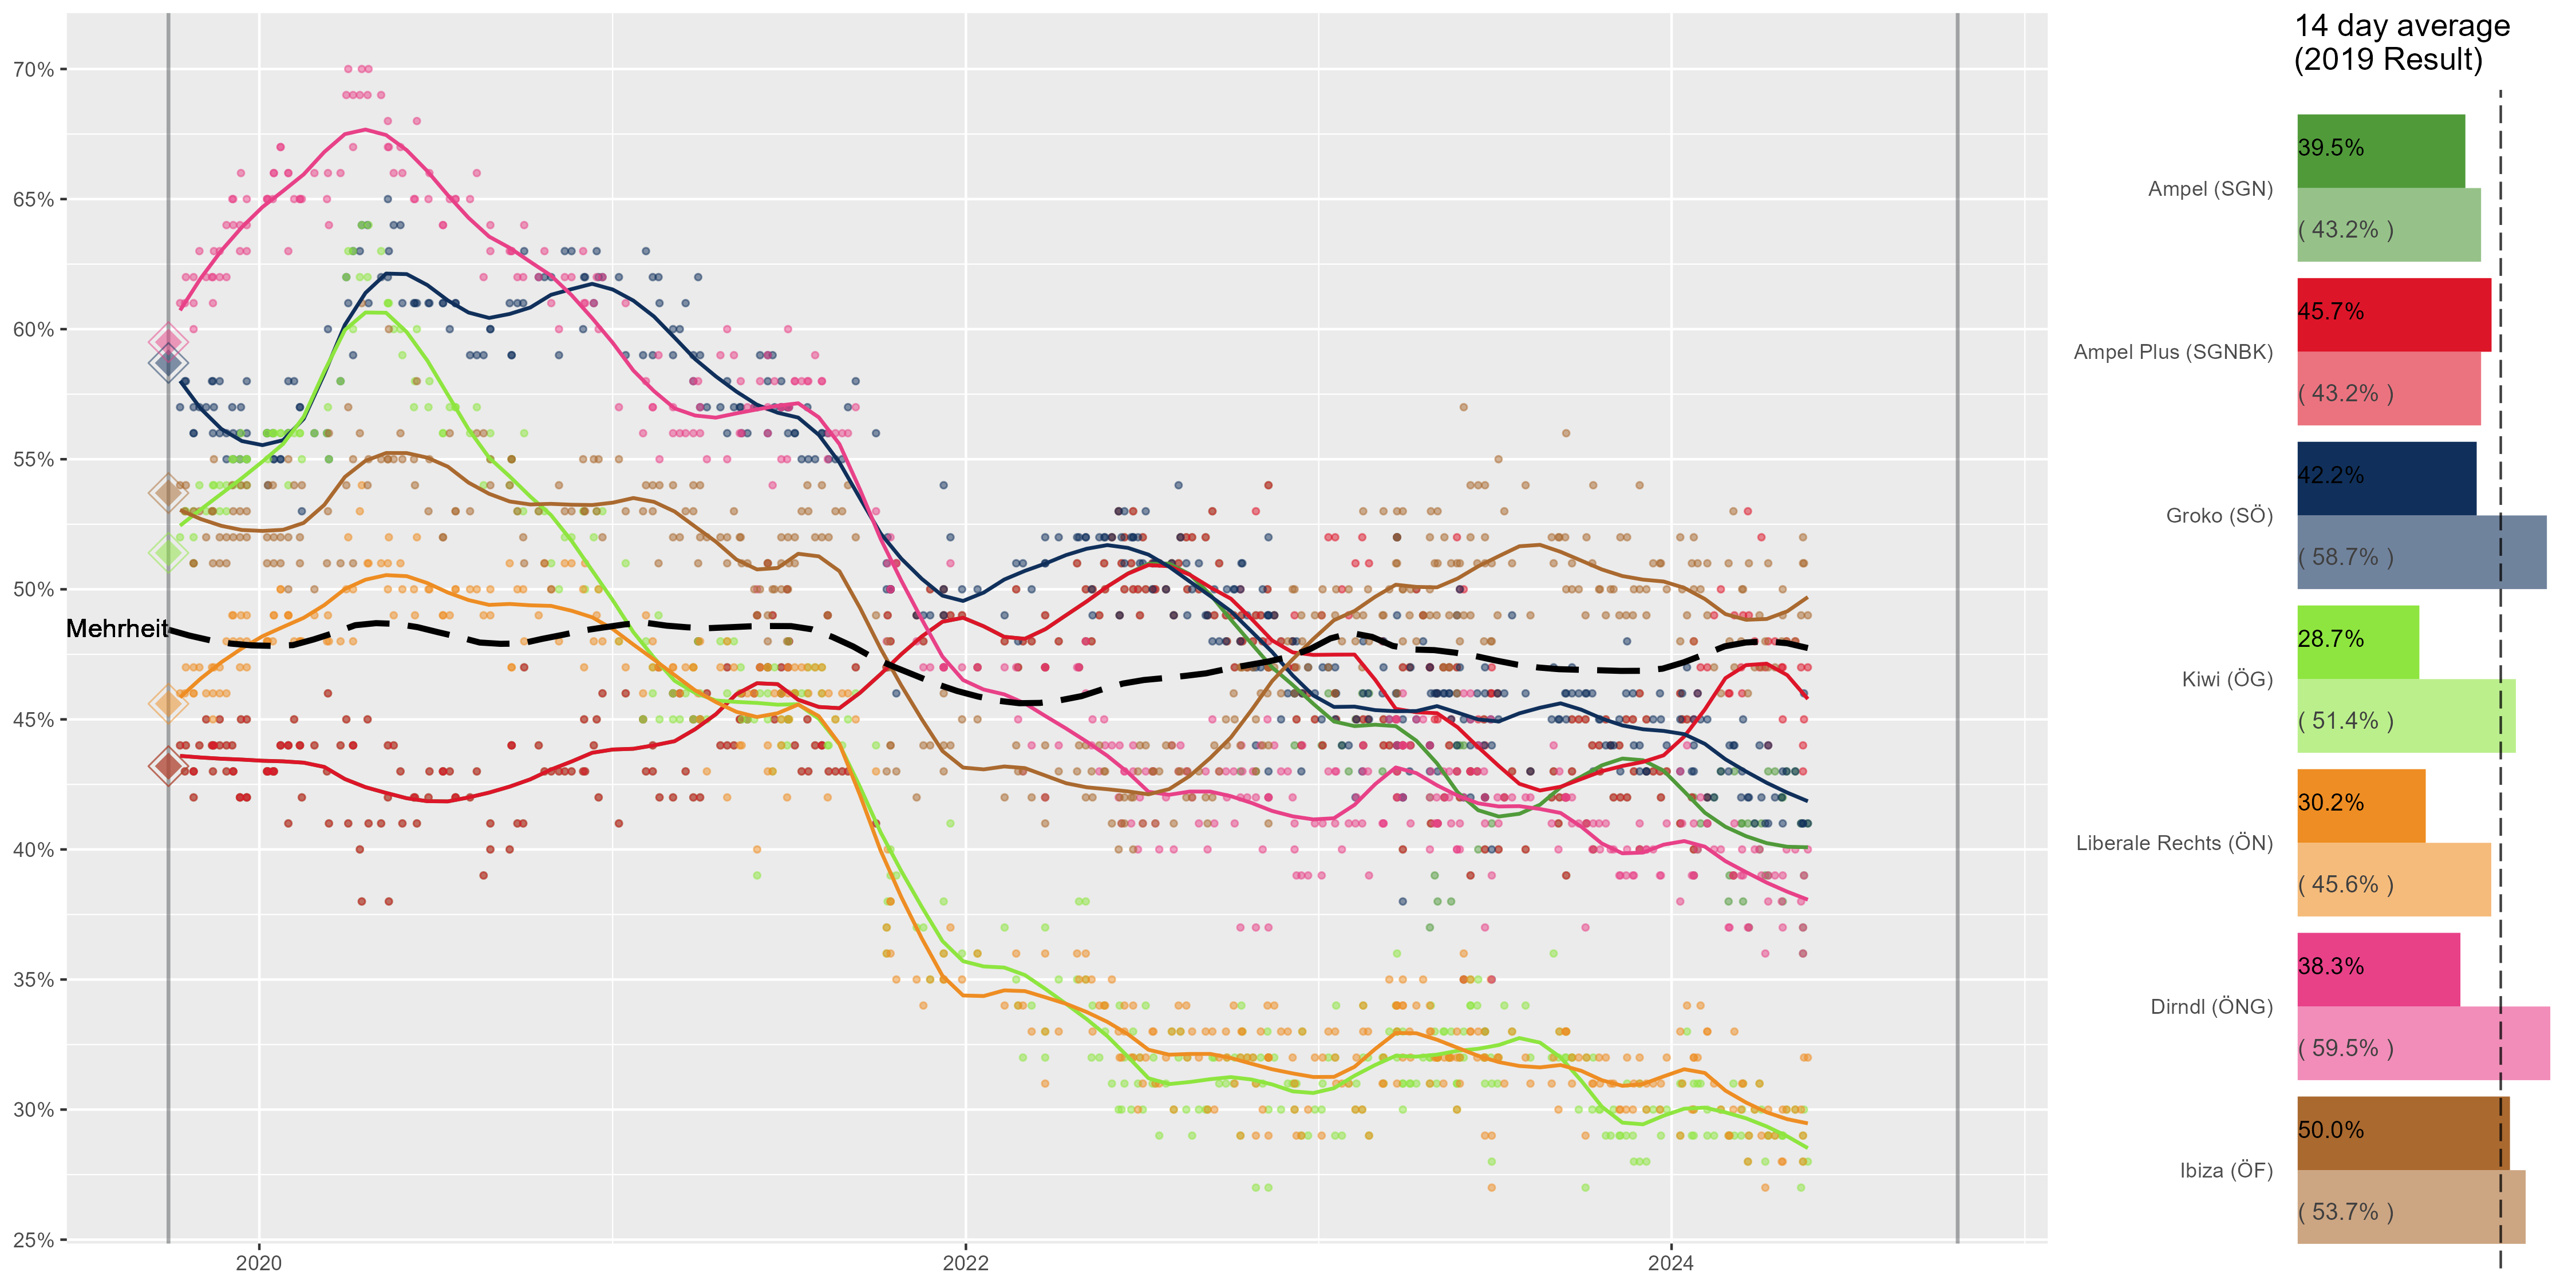 70%
65%
60%
55%
50%
45%
40%
35%
30%
25%
Mehrheit
2020
2022
2024
14 day average
(2019 Result)
Ampel (SGN)
39.5%
( 43.2% )
Ampel Plus (SGNBK)
45.7%
( 43.2% )
Groko (SÖ)
42.2%
( 58.7% )
Kiwi (ÖG)
28.7%
( 51.4% )
Liberale Rechts (ÖN)
30.2%
( 45.6% )
Dirndl (ÖNG)
38.3%
( 59.5% )
Ibiza (ÖF)
50.0%
( 53.7% )